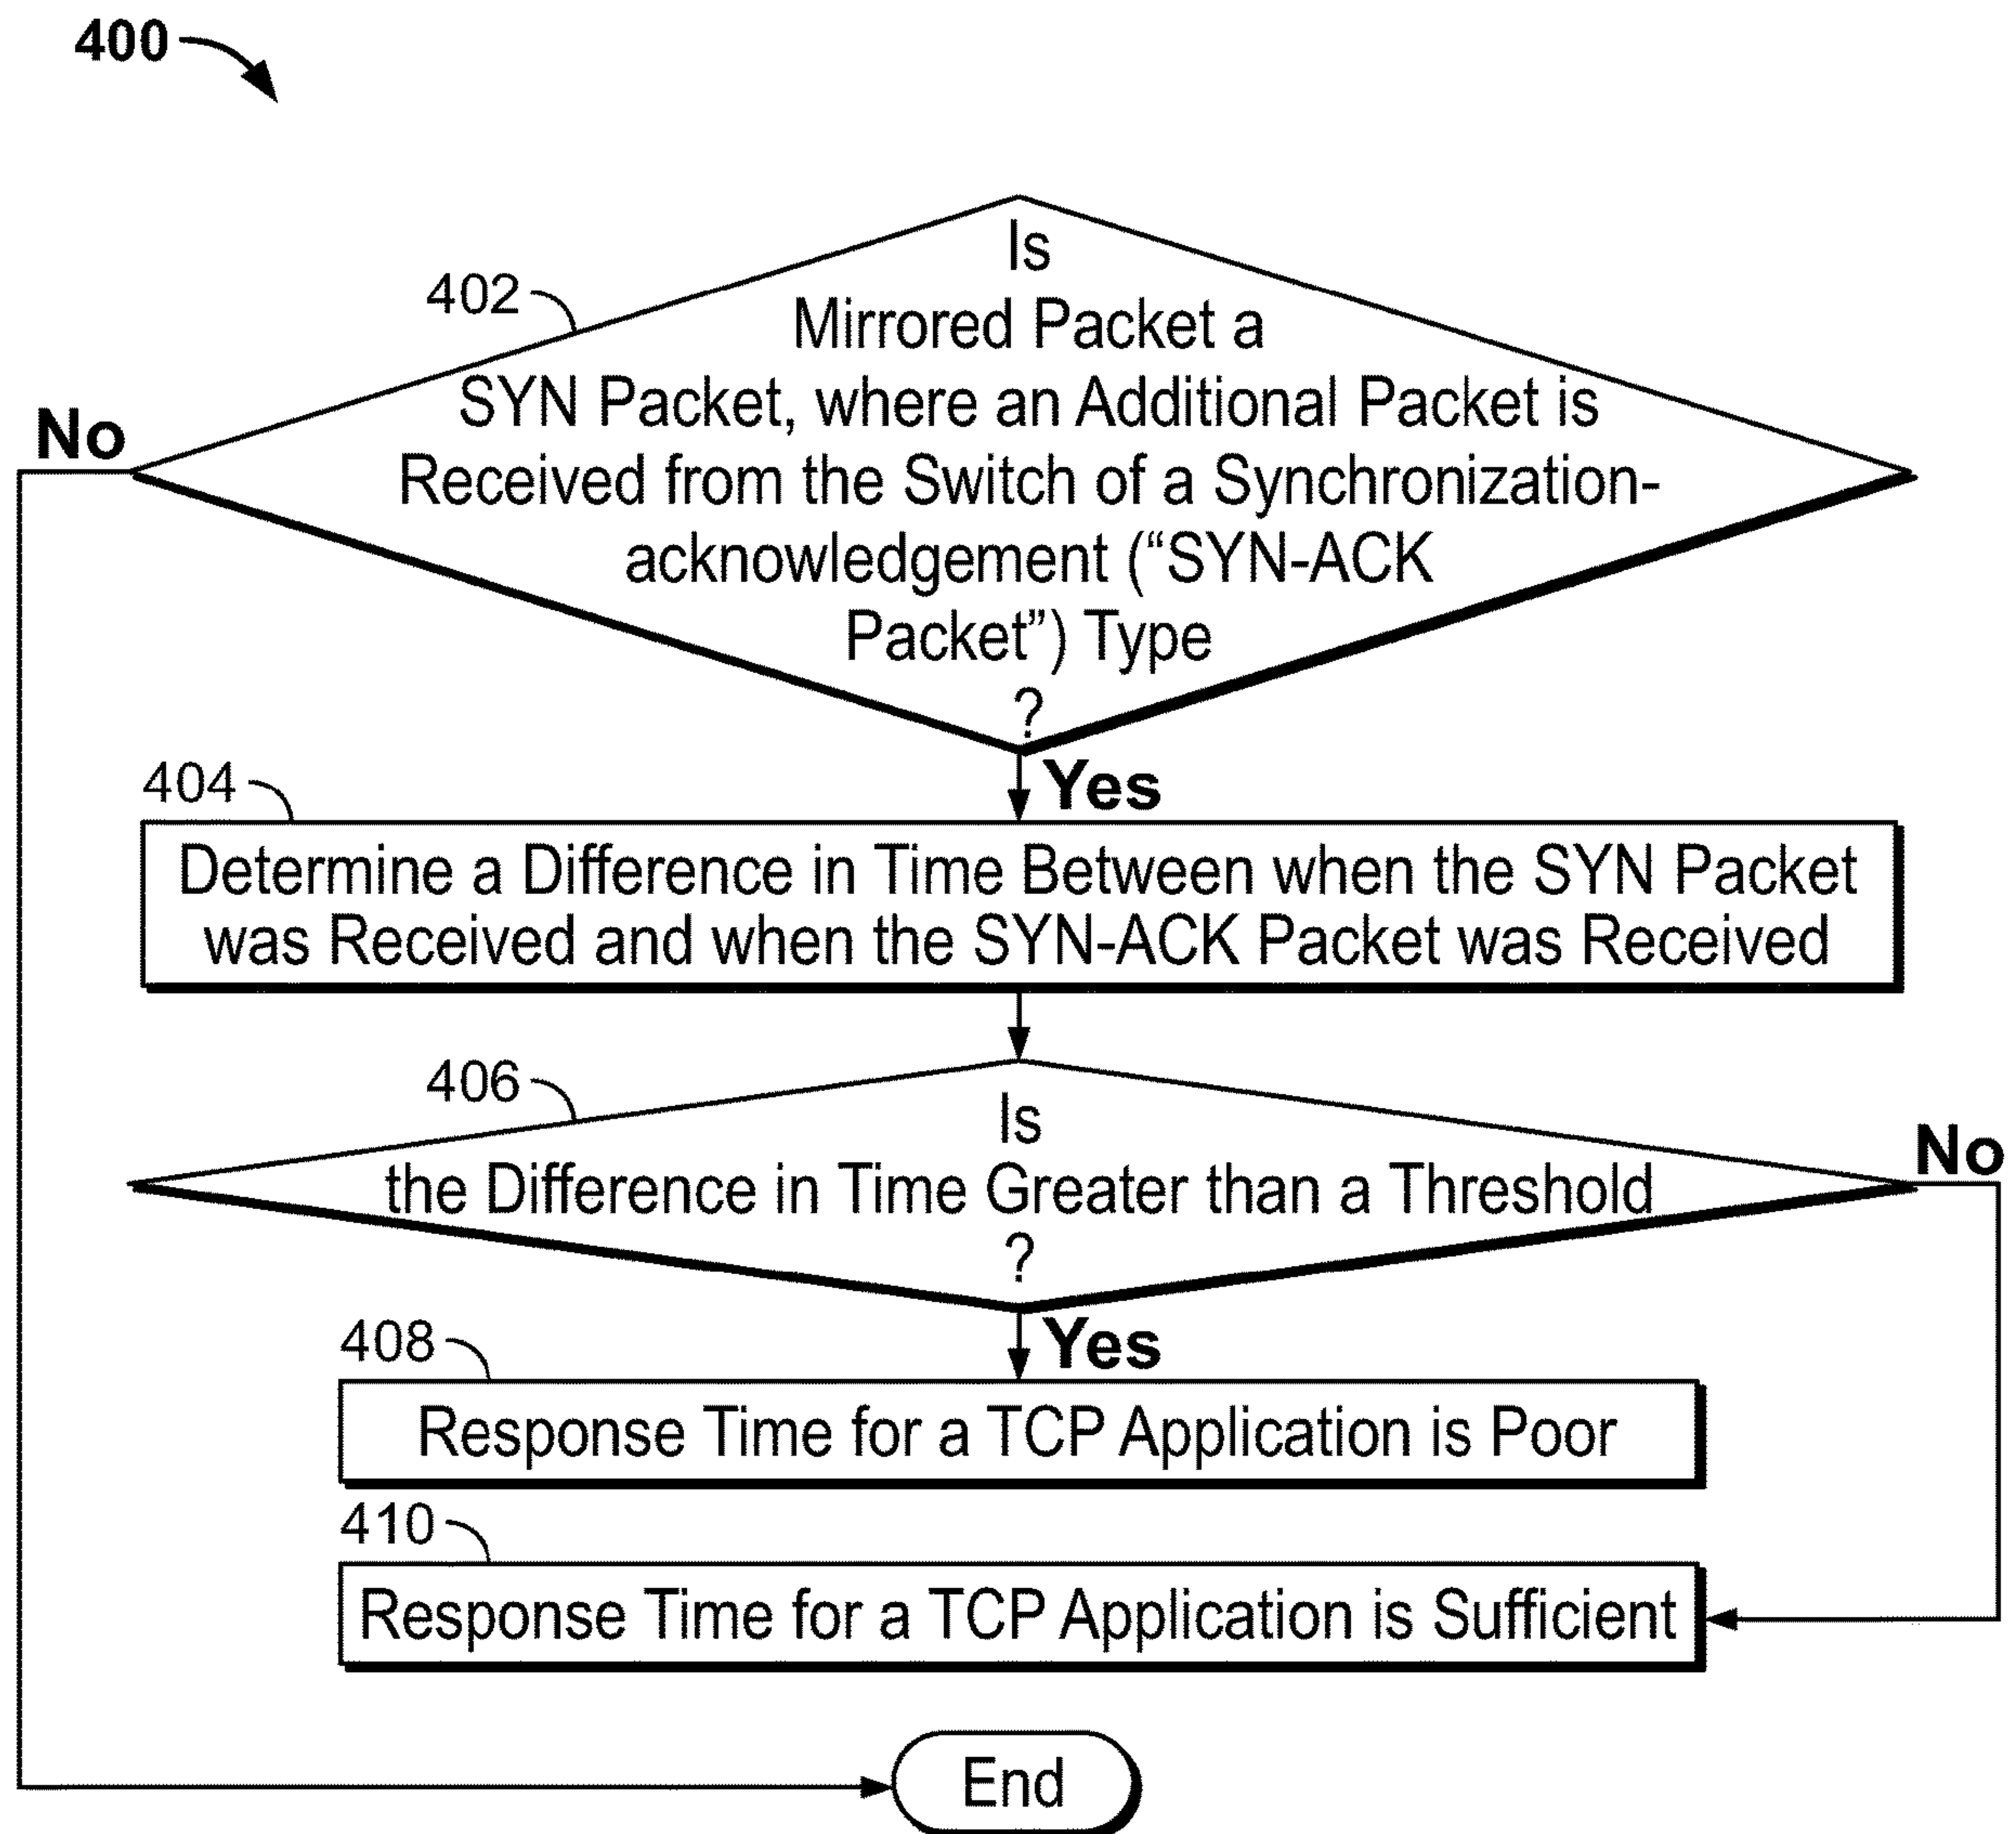 400
402
Is
Mirrored Packet a
SYN Packet, where an Additional Packet is
Received from the Switch of a Synchronization-
acknowledgement (“SYN-ACK
Packet”) Type
?
No
Yes
404
Determine a Difference in Time Between when the SYN Packet
was Received and when the SYN-ACK Packet was Received
406
Is
the Difference in Time Greater than a Threshold
?
No
Yes
408
Response Time for a TCP Application is Poor
410
Response Time for a TCP Application is Sufficient
End